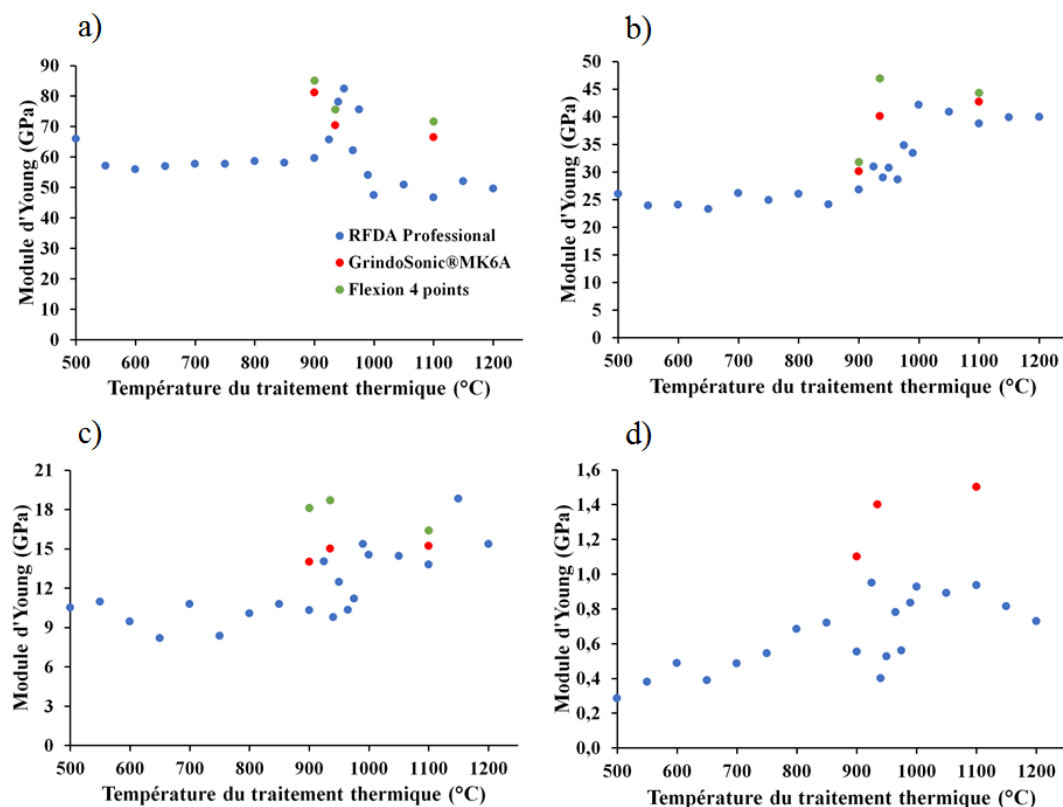 a)
90
80
70
60
50
40
30
20
10
0
Module d'Young (GPa)
RFDA Professional
GrindoSonic®MK6A
Flexion 4 points
500 600 700 800 900 1000 1100 1200
Température du traitement thermique (°C)
b)
50
45
40
35
30
25
20
15
10
5
0
Module d'Young (GPa)
500 600 700 800 900 1000 1100 1200
Température du traitement thermique (°C)
c)
21
18
15
12
9
6
3
0
Module d'Young (GPa)
500 600 700 800 900 1000 1100 1200
Température du traitement thermique (°C)
d)
1,6
1,4
1,2
1,0
0,8
0,6
0,4
0,2
0,0
Module d'Young (GPa)
500 600 700 800 900 1000 1100 1200
Température du traitement thermique (°C)